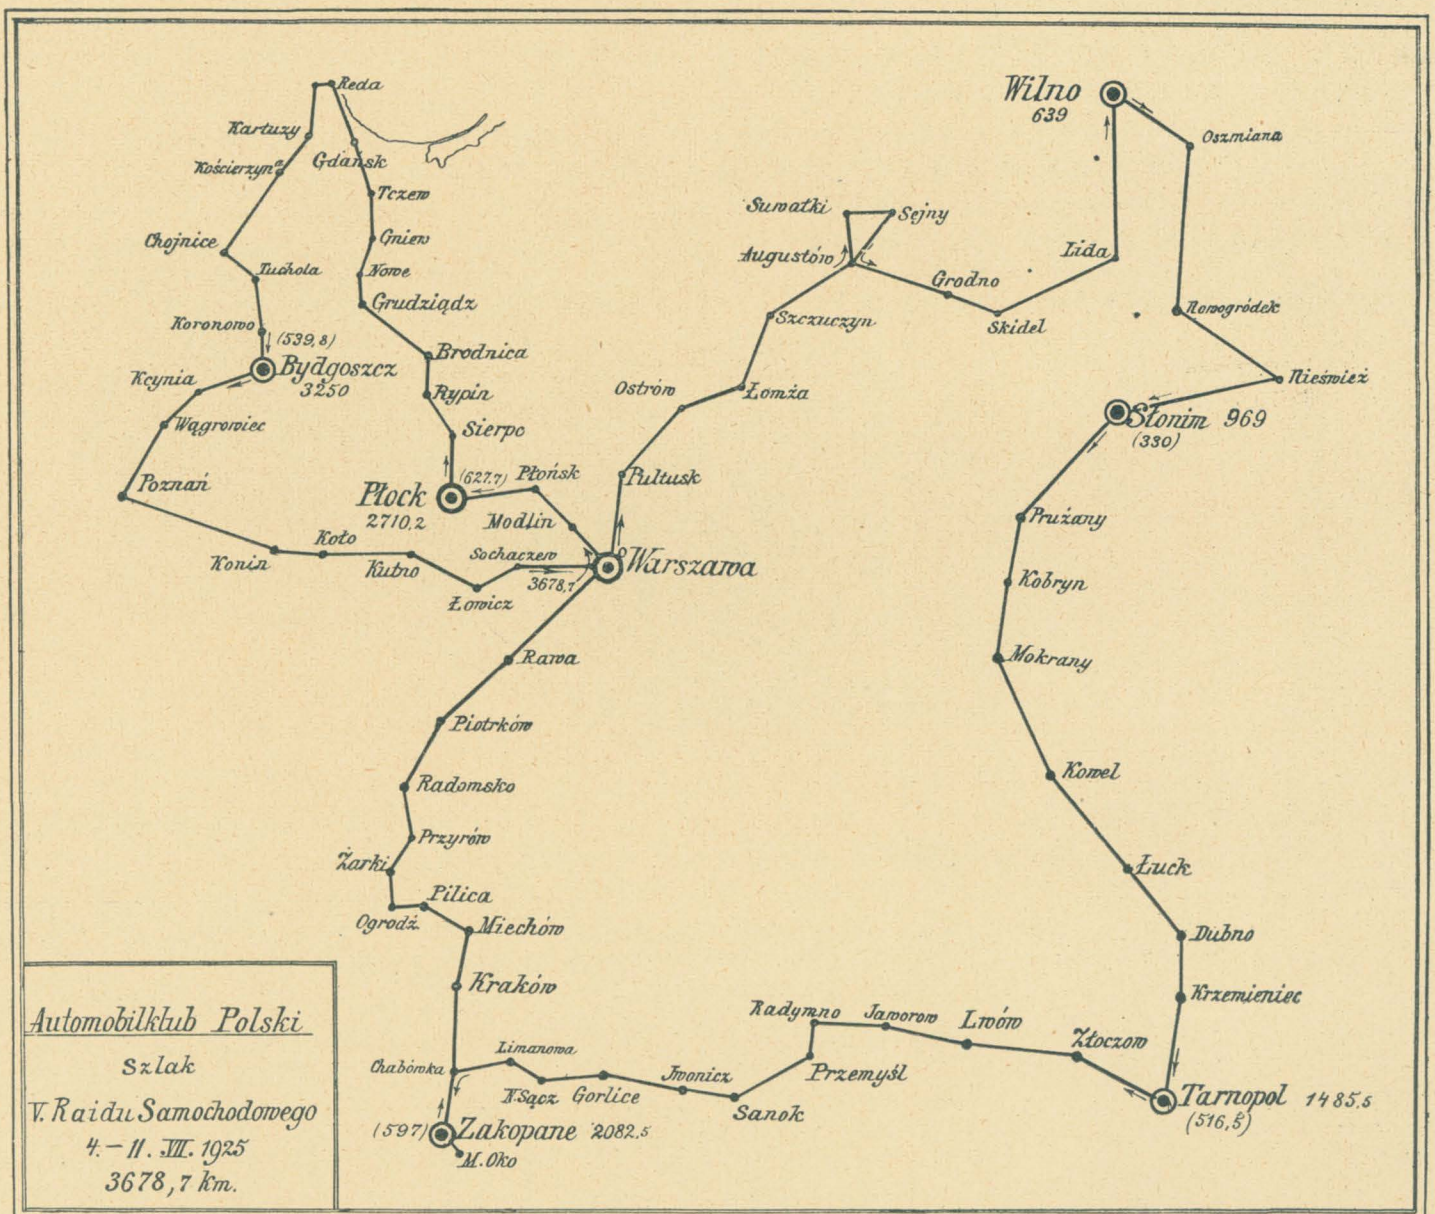 Reda
Kartuzy
Gdańsk
Kościerzyna
Tczew
Gniew
Chojnice
Nowe
Tuchola
Grudziądz
Koronowo
(539,8)
Bydgoszcz
3250
Brodnica
Kcynia
Rypin
Wągrowiec
Sierpc
Poznań
(627.7)
Płońsk
Płock
2710,2
Modlin
Koło
Konin
Kutno
Sochaczew
3678,7
Łowicz
Warszawa
Wilno
639
Oszmiana
Suwałki
Sejny
Augustów
Grodno
Lida
Skidel
Szczuczyn
Nowogródek
Ostrów
Łomża
Nieśwież
Słonim 969
(330)
Pultusk
Prużany
Kobryn
Mokrany
Kowel
Łuck
Dubno
Krzemieniec
Rawa
Piotrków
Radomsko
Przyrów
Żarki
Pilica
Ogrodź.
Miechów
Kraków
Radymno
Jaworow
Lwów
Złoczow
Limanowa
Chabówka
N.Sącz
Gorlice
Jwonicz
Sanok
Przemyśl
Tarnopol 1485,5
(516,5)
(597)
Zakopane 2082,5
M.Oko
Automobilklub Polski
Szlak
V. Raidu Samochodowego
4.–11. VII. 1925
3678,7 km.